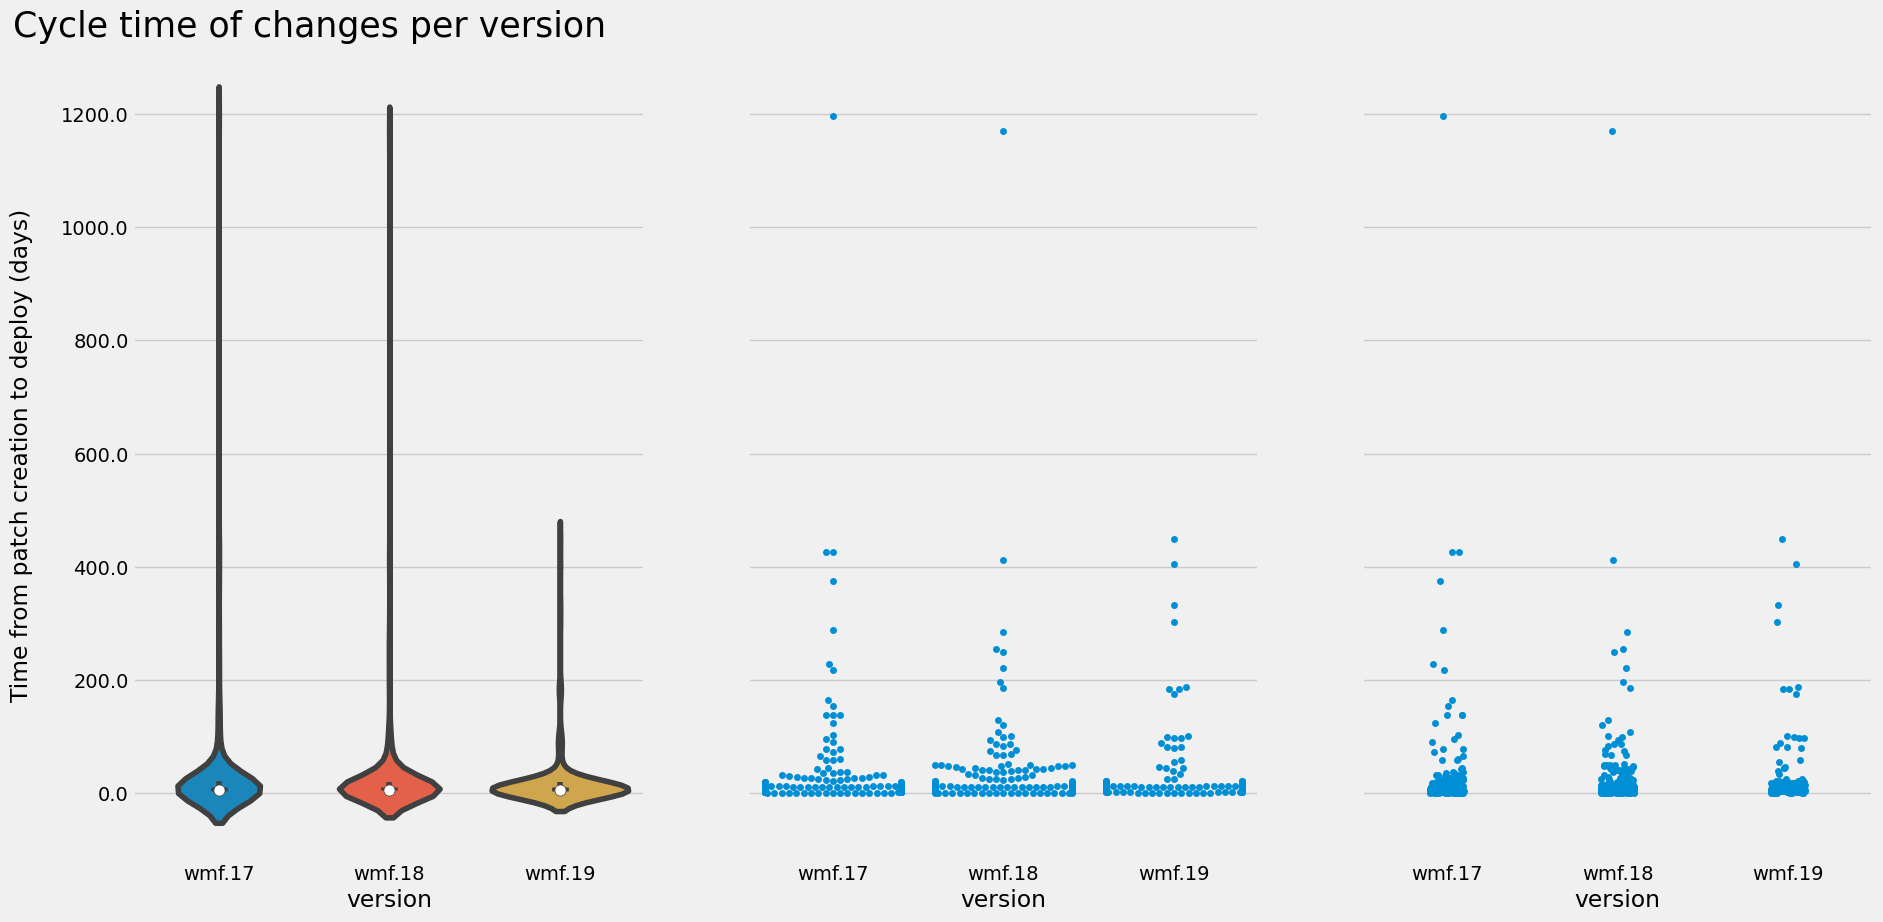 Cycle time of changes per version
Time from patch creation to deploy (days)
1200.0
1000.0
800.0
600.0
400.0
200.0
0.0
wmf.17 wmf.18 wmf.19
version
wmf.17 wmf.18 wmf.19
version
wmf.17 wmf.18 wmf.19
version